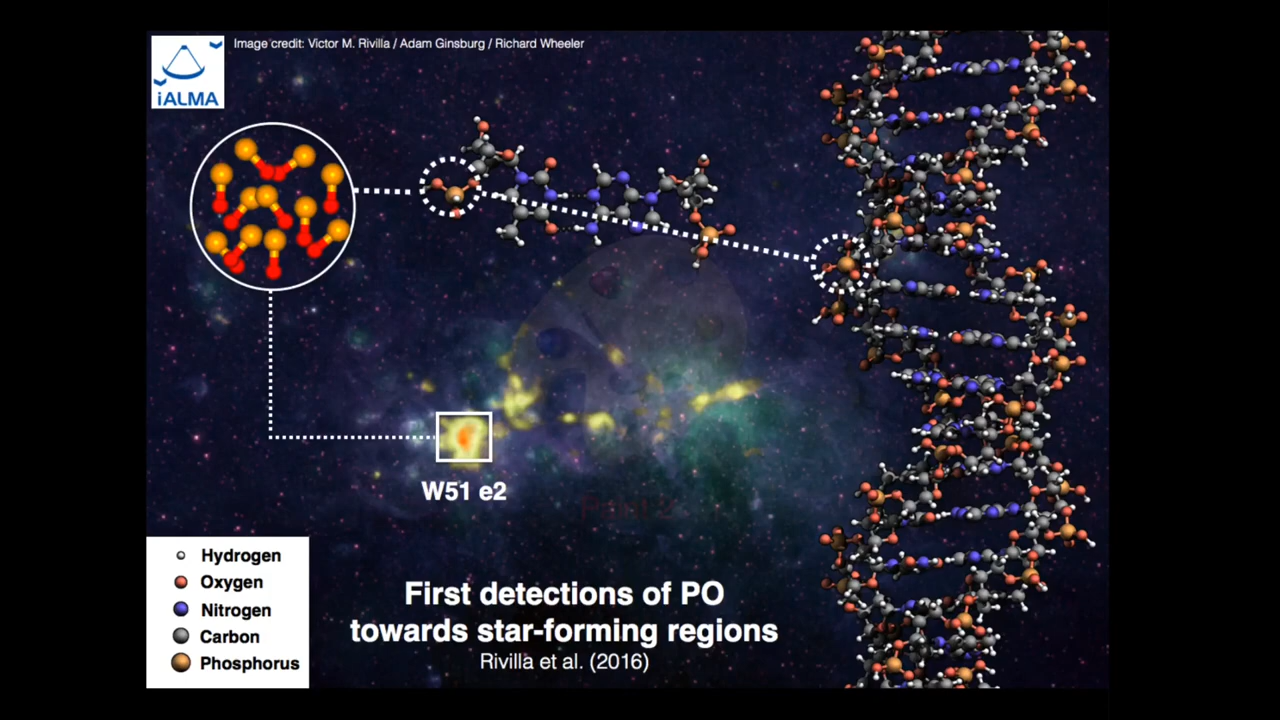 Image credit: Victor M. Rivilla / Adam Ginsburg / Richard Wheeler
iALMA
W51 e2
Hydrogen
Oxygen
Nitrogen
Carbon
Phosphorus
First detections of PO
towards star-forming regions
Rivilla et al. (2016)